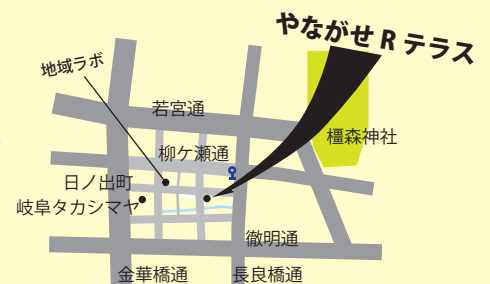 やながせ R テラス
地域ラボ
若宮通
橿森神社
柳ケ瀬通
日ノ出町
岐阜タカシマヤ
徹明通
金華橋通
長良橋通